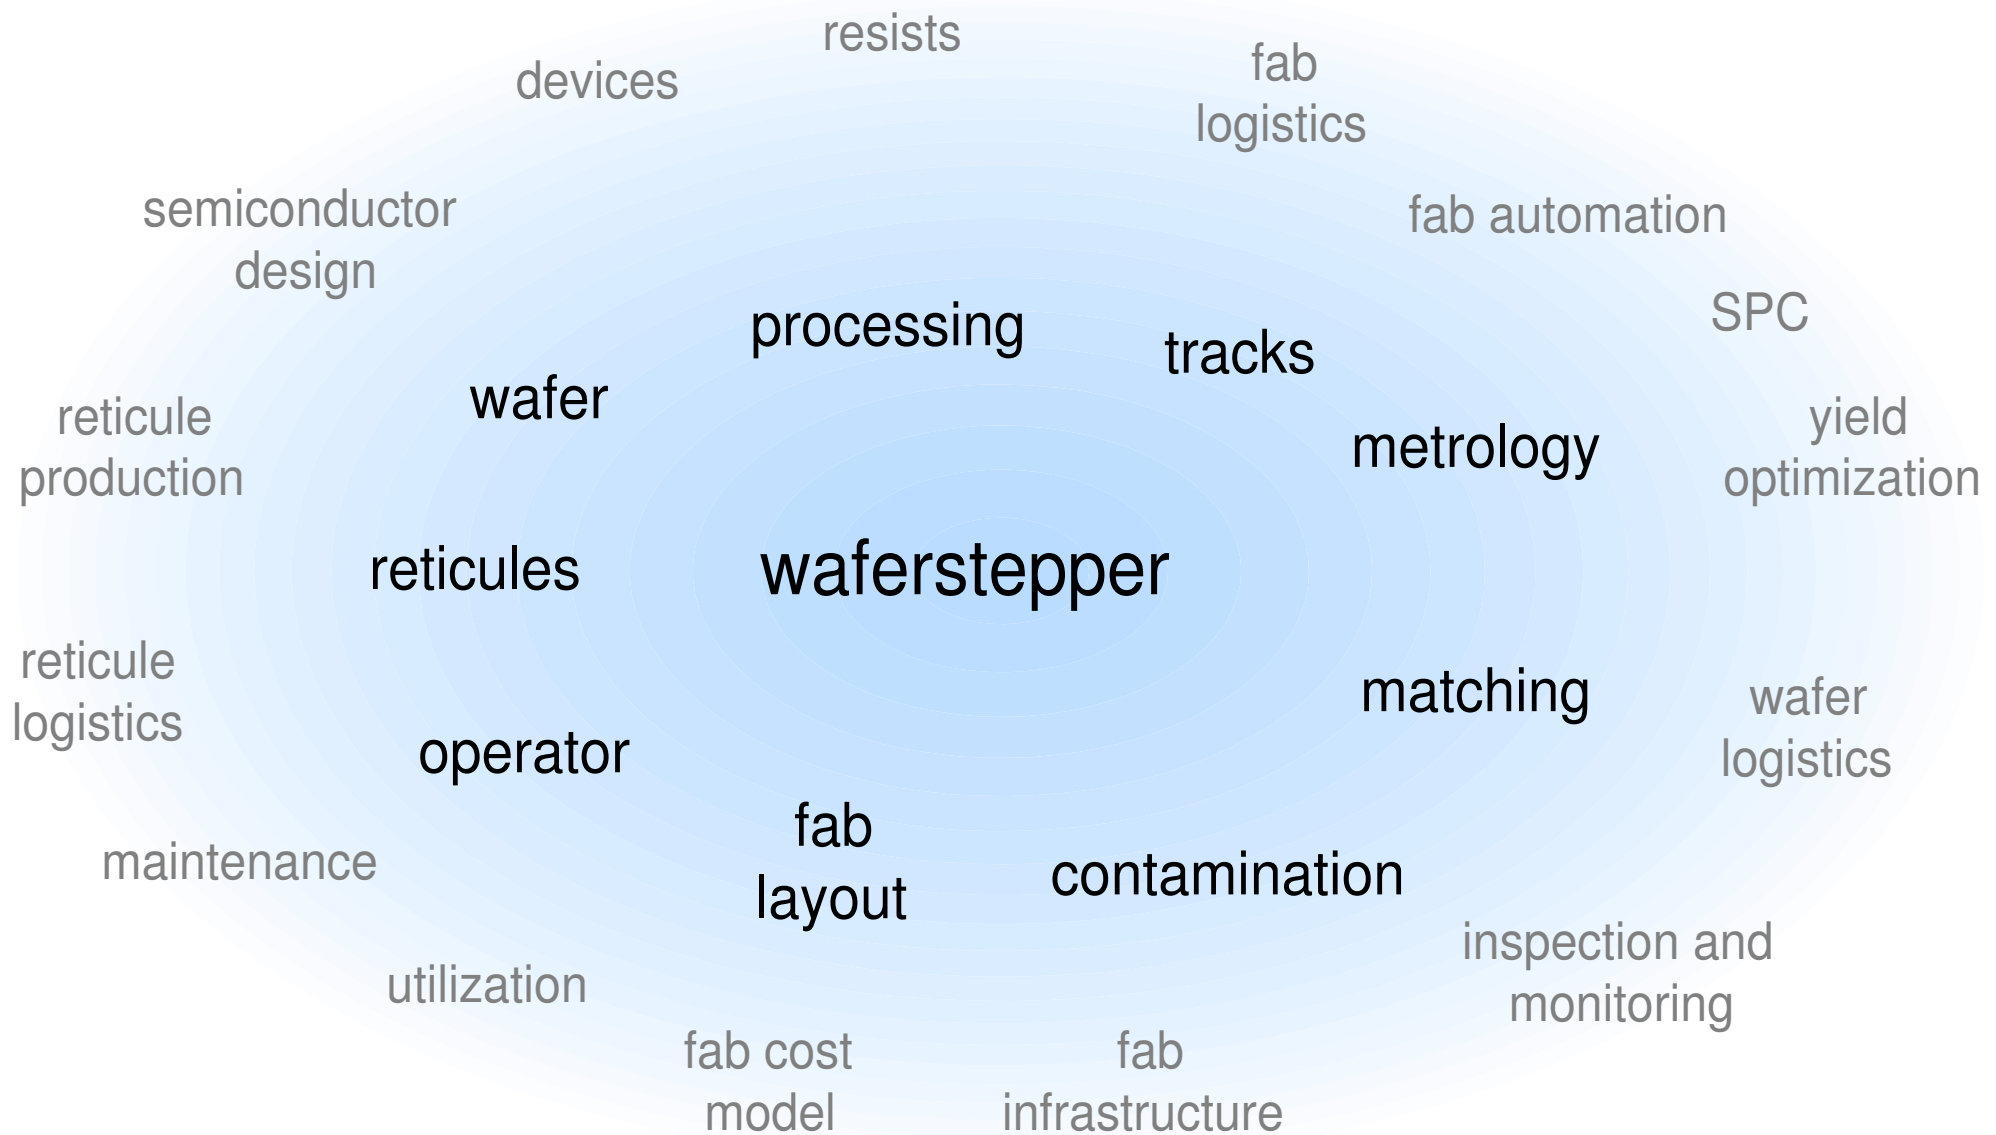 resists
devices
fab
logistics
semiconductor
design
fab automation
SPC
processing
tracks
wafer
metrology
reticule
production
yield
optimization
reticules
waferstepper
reticule
logistics
matching
wafer
logistics
operator
fab
layout
maintenance
contamination
inspection and
monitoring
utilization
fab cost
model
fab
infrastructure